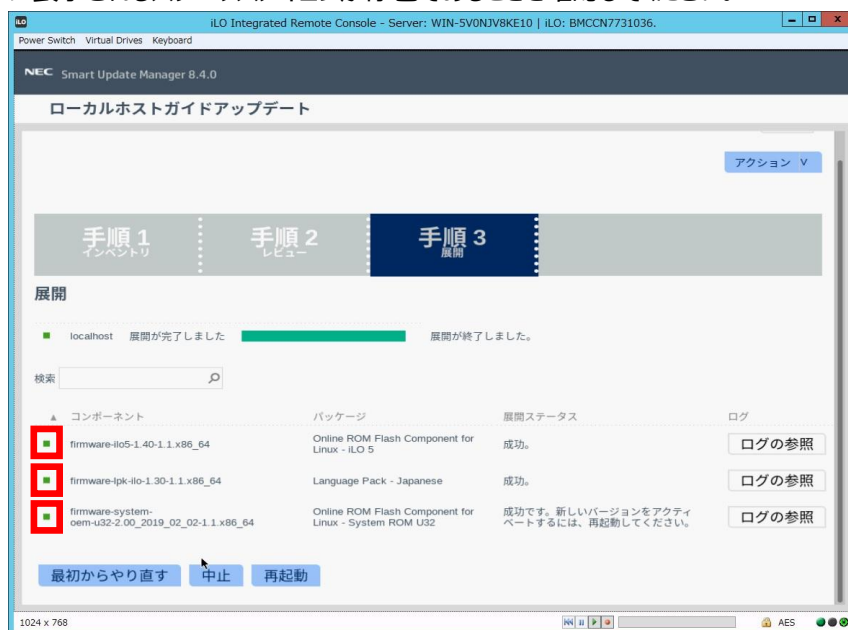 iLO Integrated Remote Console - Server: WIN-5V0NJV8KE10 | iLO: BMCCN7731036.
Power Switch Virtual Drives Keyboard
NEC Smart Update Manager 8.4.0
ローカルホストガイドアップデート
アクション
手順 1 手順 2 手順 3
インベントリ レビュー 展開
展開
localhost 展開が完了しました 展開が終了しました。
検索
コンポーネント パッケージ 展開ステータス ログ
firmware-ilo5-1.40-1.1.x86_64 Online ROM Flash Component for
Linux - iLO 5 成功。 ログの参照
firmware-lpk-ilo-1.30-1.1.x86_64 Language Pack - Japanese 成功。 ログの参照
firmware-system- Online ROM Flash Component for 成功です。新しいバージョンをアクティ
oem-u32-2.00_2019_02_02-1.1.x86_64 Linux - System ROM U32 ベートするには、再起動してください。 ログの参照
最初からやり直す 中止 再起動
1024 x 768 AES